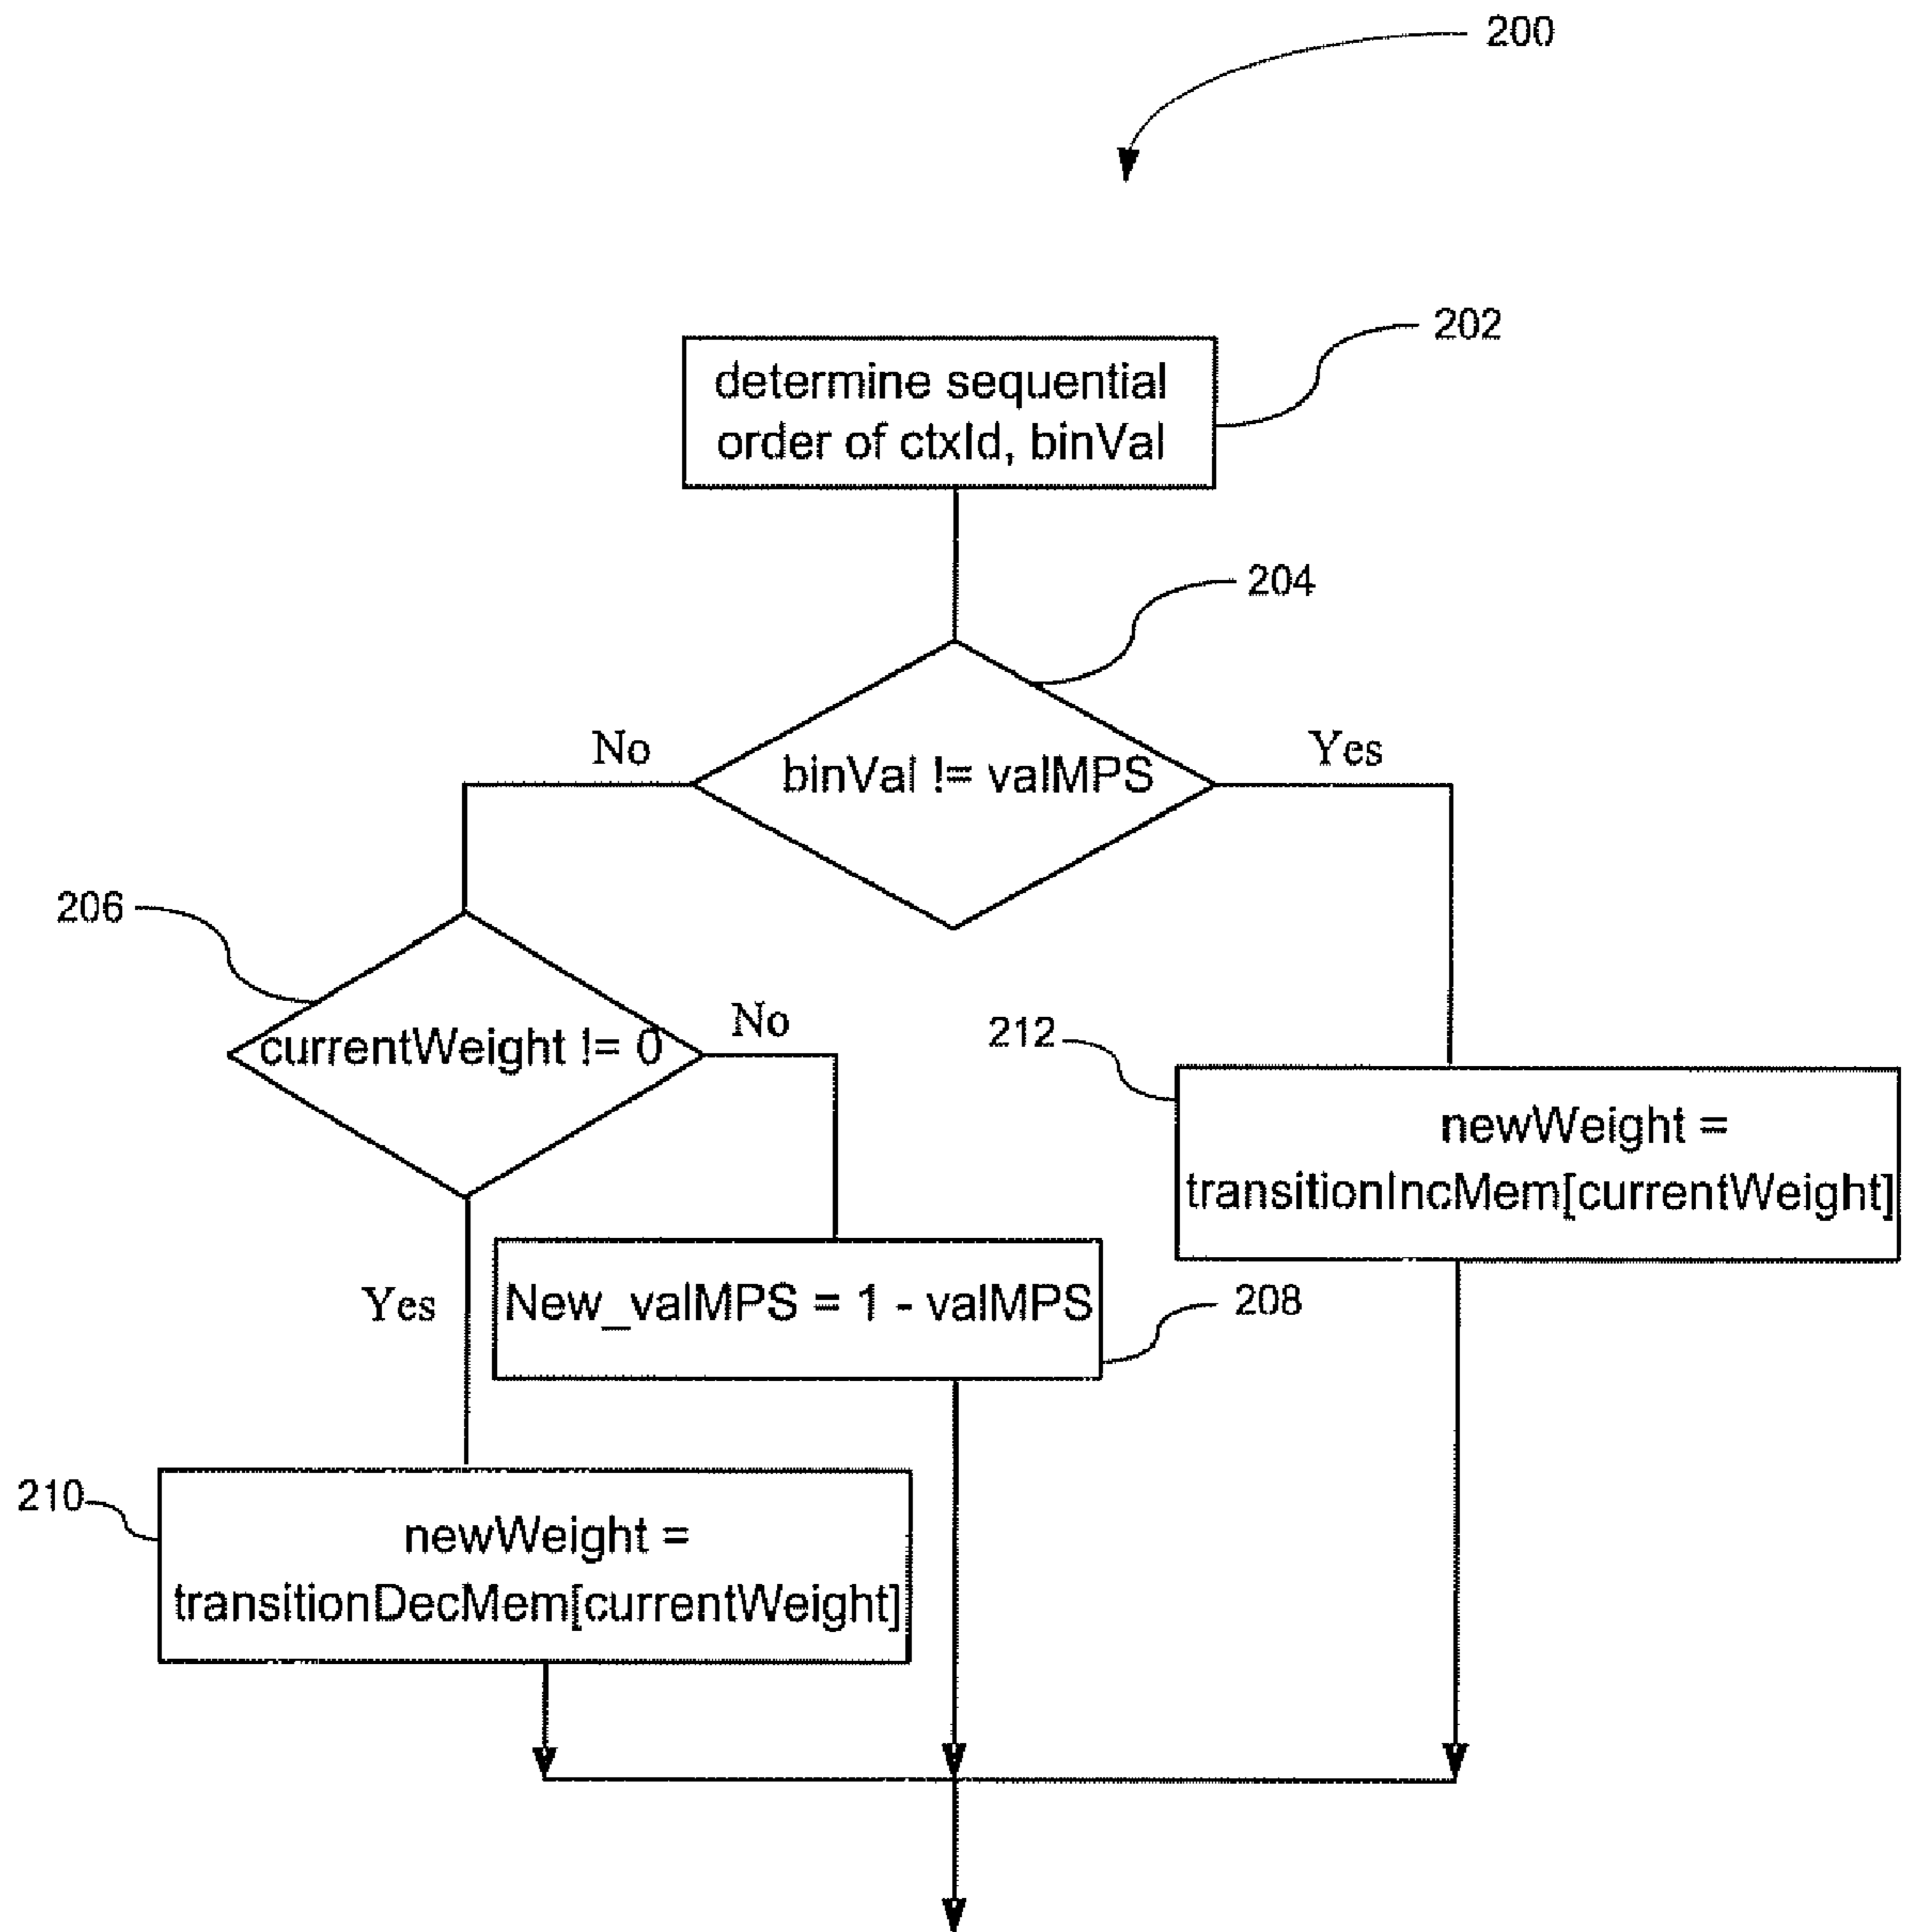 200
202
determine sequential
order of ctxId, binVal
204
No
binVal != valMPS
Yes
206
currentWeight != 0
No
212
newWeight =
transitionIncMem[currentWeight]
Yes
New_valMPS = 1 - valMPS
208
210
newWeight =
transitionDecMem[currentWeight]